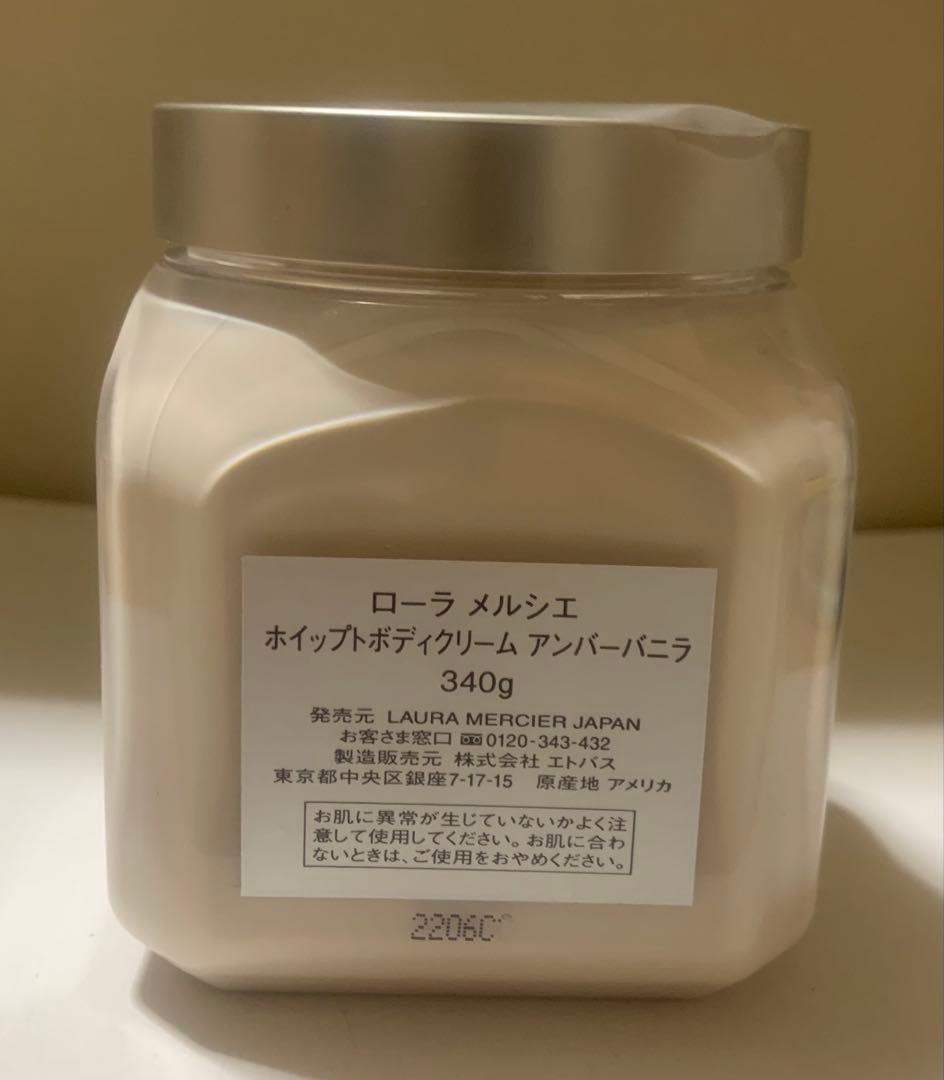 ローラ メルシエ
ホイップトボディクリーム アンバーバニラ
340g
発売元 LAURA MERCIER JAPAN
お客さま窓口 0120-343-432
製造販売元 株式会社 エトバス
東京都中央区銀座7-17-15 原産地 アメリカ
お肌に異常が生じていないかよく注
意して使用してください。お肌に合わ
ないときは、ご使用をおやめください。
2206C